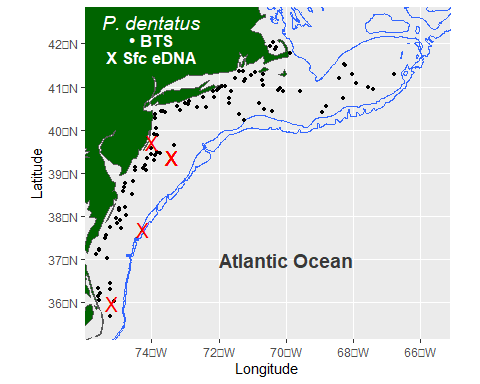 P. dentatus
• BTS
X Sfc eDNA
42□N
41□N
40□N
39□N
38□N
37□N
36□N
Latitude
Atlantic Ocean
74□W 72□W 70□W 68□W 66□W
Longitude